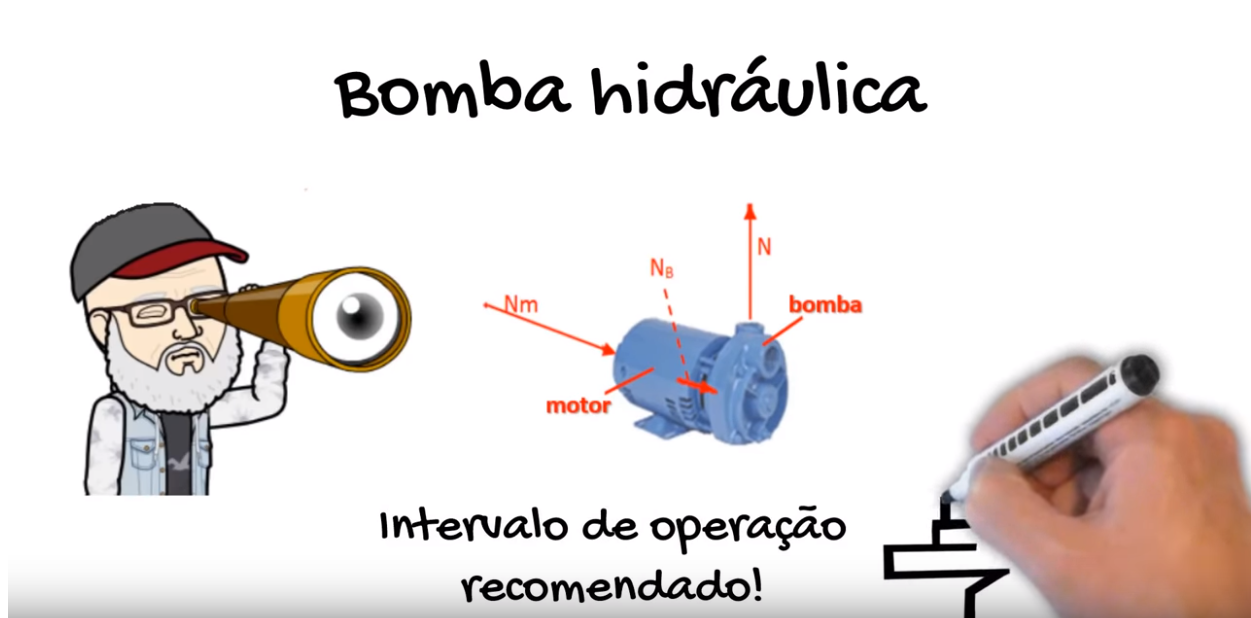 Bomba hidráulica
N
N_B
Nm
bomba
motor
Intervalo de operação
recomendado!